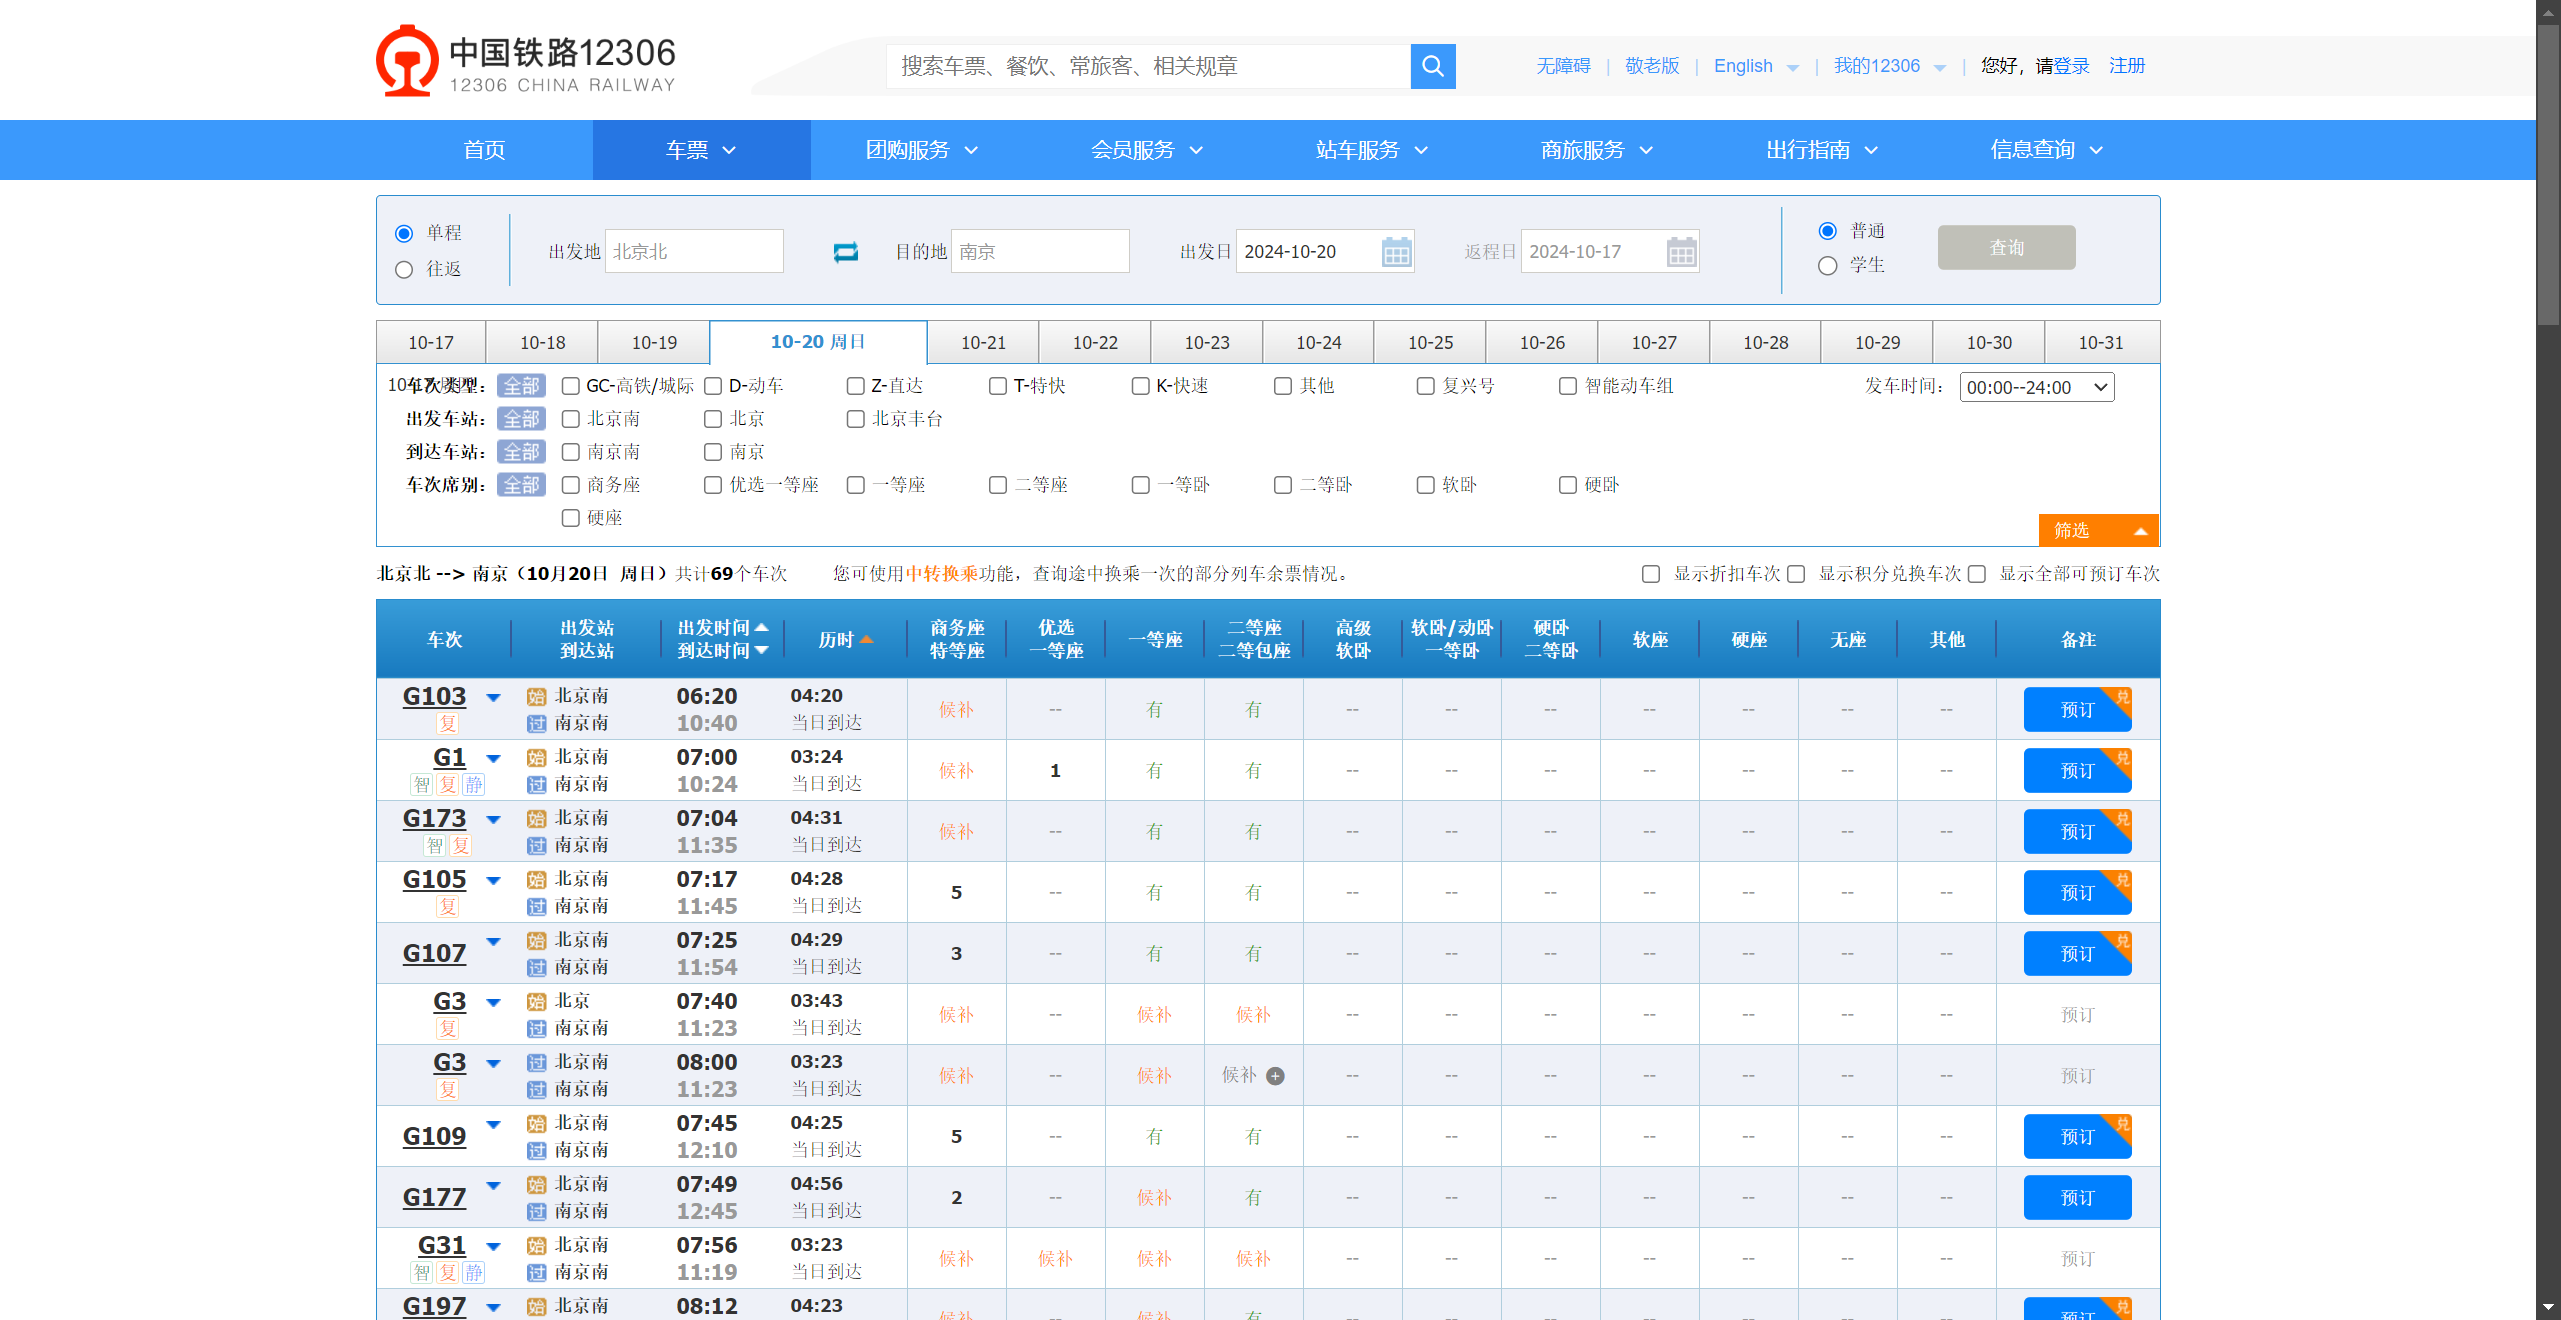 中国铁路12306
12306 CHINA RAILWAY
搜索车票、餐饮、常旅客、相关规章
无障碍 | 敬老版 | English | 我的12306 | 您好，请登录 注册
首页 车票 团购服务 会员服务 站车服务 商旅服务 出行指南 信息查询
单程
往返
出发地 北京北 目的地 南京 出发日 2024-10-20 返程日 2024-10-17
普通
学生
查询
10-17 10-18 10-19 10-20 周日 10-21 10-22 10-23 10-24 10-25 10-26 10-27 10-28 10-29 10-30 10-31
车次类型： 全部 GC-高铁/城际 D-动车 Z-直达 T-特快 K-快速 其他 复兴号 智能动车组 发车时间： 00:00--24:00
出发车站： 全部 北京南 北京 北京丰台
到达车站： 全部 南京南 南京
车次席别： 全部 商务座 优选一等座 一等座 二等座 一等卧 二等卧 软卧 硬卧
硬座
筛选
北京北 --> 南京（10月20日 周日）共计69个车次 您可使用中转换乘功能，查询途中换乘一次的部分列车余票情况。 显示折扣车次 显示积分兑换车次 显示全部可预订车次
车次 出发站 到达站 出发时间 到达时间 历时 商务座 特等座 优选 一等座 一等座 二等座 二等包座 高级 软卧 软卧/动卧 一等卧 硬卧 二等卧 软座 硬座 无座 其他 备注
G103 始 北京南 06:20 04:20 候补 -- 有 有 -- -- -- -- -- -- -- 预订 兑
复 过 南京南 10:40 当日到达
G1 始 北京南 07:00 03:24 候补 1 有 有 -- -- -- -- -- -- -- 预订 兑
智 复 静 过 南京南 10:24 当日到达
G173 始 北京南 07:04 04:31 候补 -- 有 有 -- -- -- -- -- -- -- 预订 兑
智 复 过 南京南 11:35 当日到达
G105 始 北京南 07:17 04:28 5 -- 有 有 -- -- -- -- -- -- -- 预订 兑
复 过 南京南 11:45 当日到达
G107 始 北京南 07:25 04:29 3 -- 有 有 -- -- -- -- -- -- -- 预订 兑
过 南京南 11:54 当日到达
G3 始 北京 07:40 03:43 候补 -- 候补 候补 -- -- -- -- -- -- -- 预订
复 过 南京南 11:23 当日到达
G3 过 北京南 08:00 03:23 候补 -- 候补 候补 -- -- -- -- -- -- -- 预订
复 过 南京南 11:23 当日到达
G109 始 北京南 07:45 04:25 5 -- 有 有 -- -- -- -- -- -- -- 预订 兑
过 南京南 12:10 当日到达
G177 始 北京南 07:49 04:56 2 -- 候补 有 -- -- -- -- -- -- -- 预订
过 南京南 12:45 当日到达
G31 始 北京南 07:56 03:23 候补 候补 候补 候补 -- -- -- -- -- -- -- 预订
智 复 静 过 南京南 11:19 当日到达
G197 始 北京南 08:12 04:23 候补 -- 候补 有 -- -- -- -- -- -- -- 预订 兑